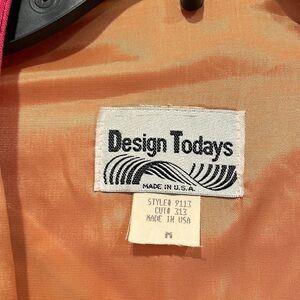 Design Todays
MADE IN U.S.A.
STYLE# 9113
CUT# 313
MADE IN USA
M